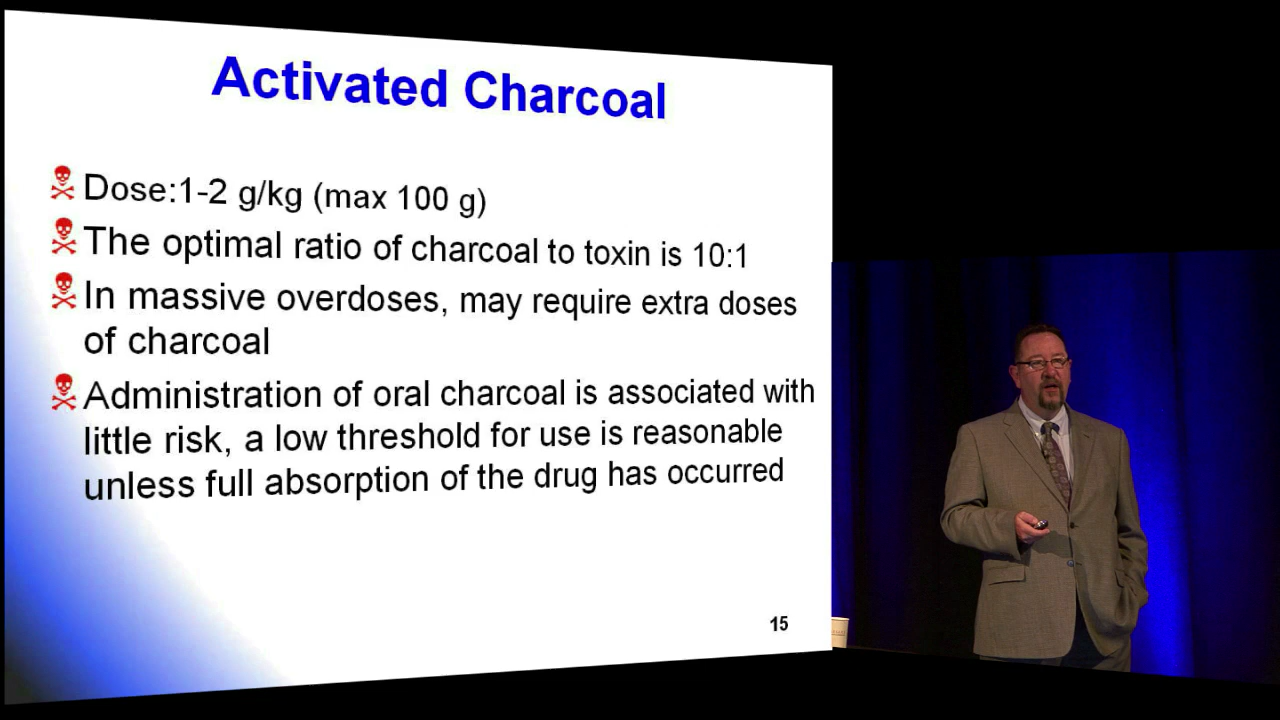 Activated Charcoal
Dose:1-2 g/kg (max 100 g)
The optimal ratio of charcoal to toxin is 10:1
In massive overdoses, may require extra doses
of charcoal
Administration of oral charcoal is associated with
little risk, a low threshold for use is reasonable
unless full absorption of the drug has occurred
15